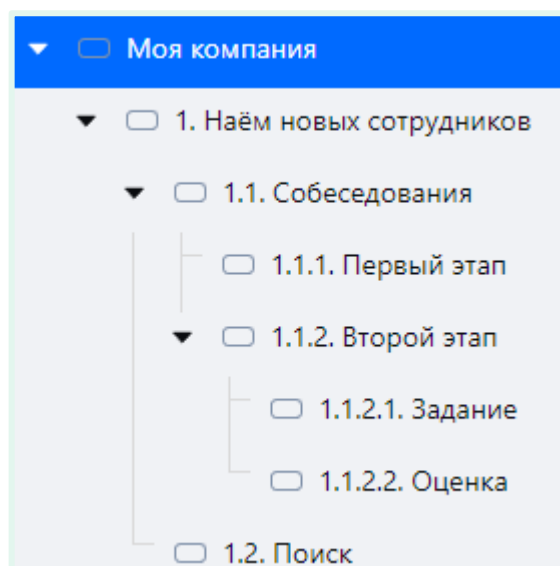 Моя компания
1. Наём новых сотрудников
1.1. Собеседования
1.1.1. Первый этап
1.1.2. Второй этап
1.1.2.1. Задание
1.1.2.2. Оценка
1.2. Поиск